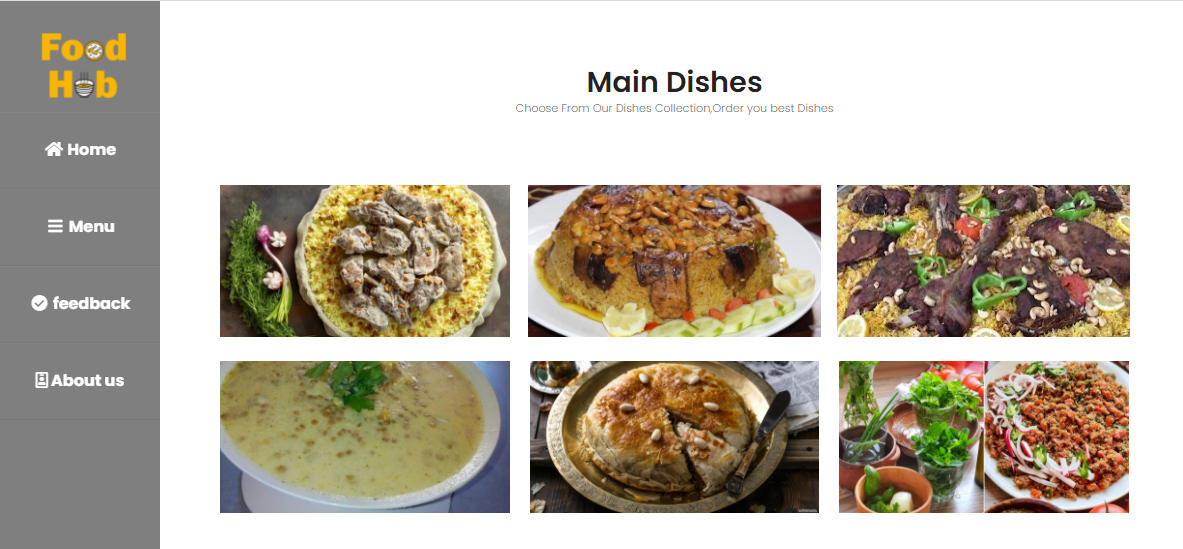 Food
Hub
Home
Menu
feedback
About us
Main Dishes
Choose From Our Dishes Collection,Order you best Dishes